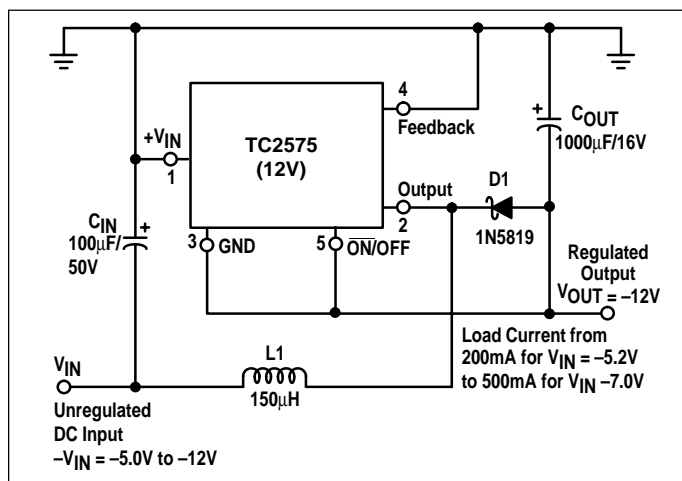 4
Feedback
+VIN
1
TC2575
(12V)
COUT
1000µF/16V
+
D1
1N5819
Output
2
CIN
100µF/
50V
+
3
GND
5
O̅N̅/OFF
Regulated
Output
VOUT = –12V
Load Current from
200mA for VIN = –5.2V
to 500mA for VIN –7.0V
VIN
L1
150µH
Unregulated
DC Input
–VIN = –5.0V to –12V